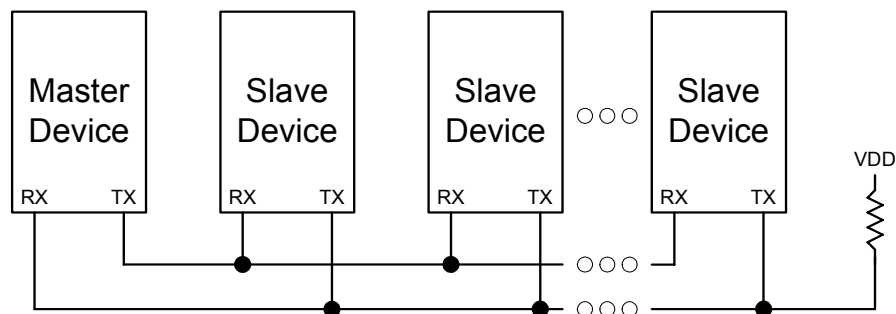 Master
Device
Slave
Device
Slave
Device
Slave
Device
VDD
RX TX
RX TX
RX TX
RX TX